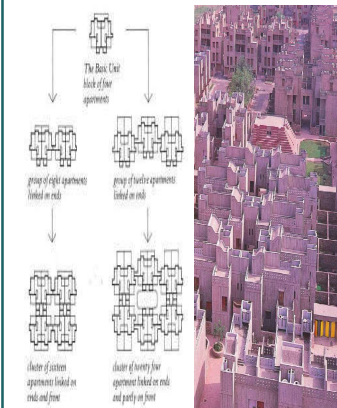 The Basic Unit
block of four
apartments
group of eight apartments
linked on ends
group of twelve apartments
linked on ends
cluster of sixteen
apartments linked on
ends and front
cluster of twenty four
apartment linked on ends
and partly on front